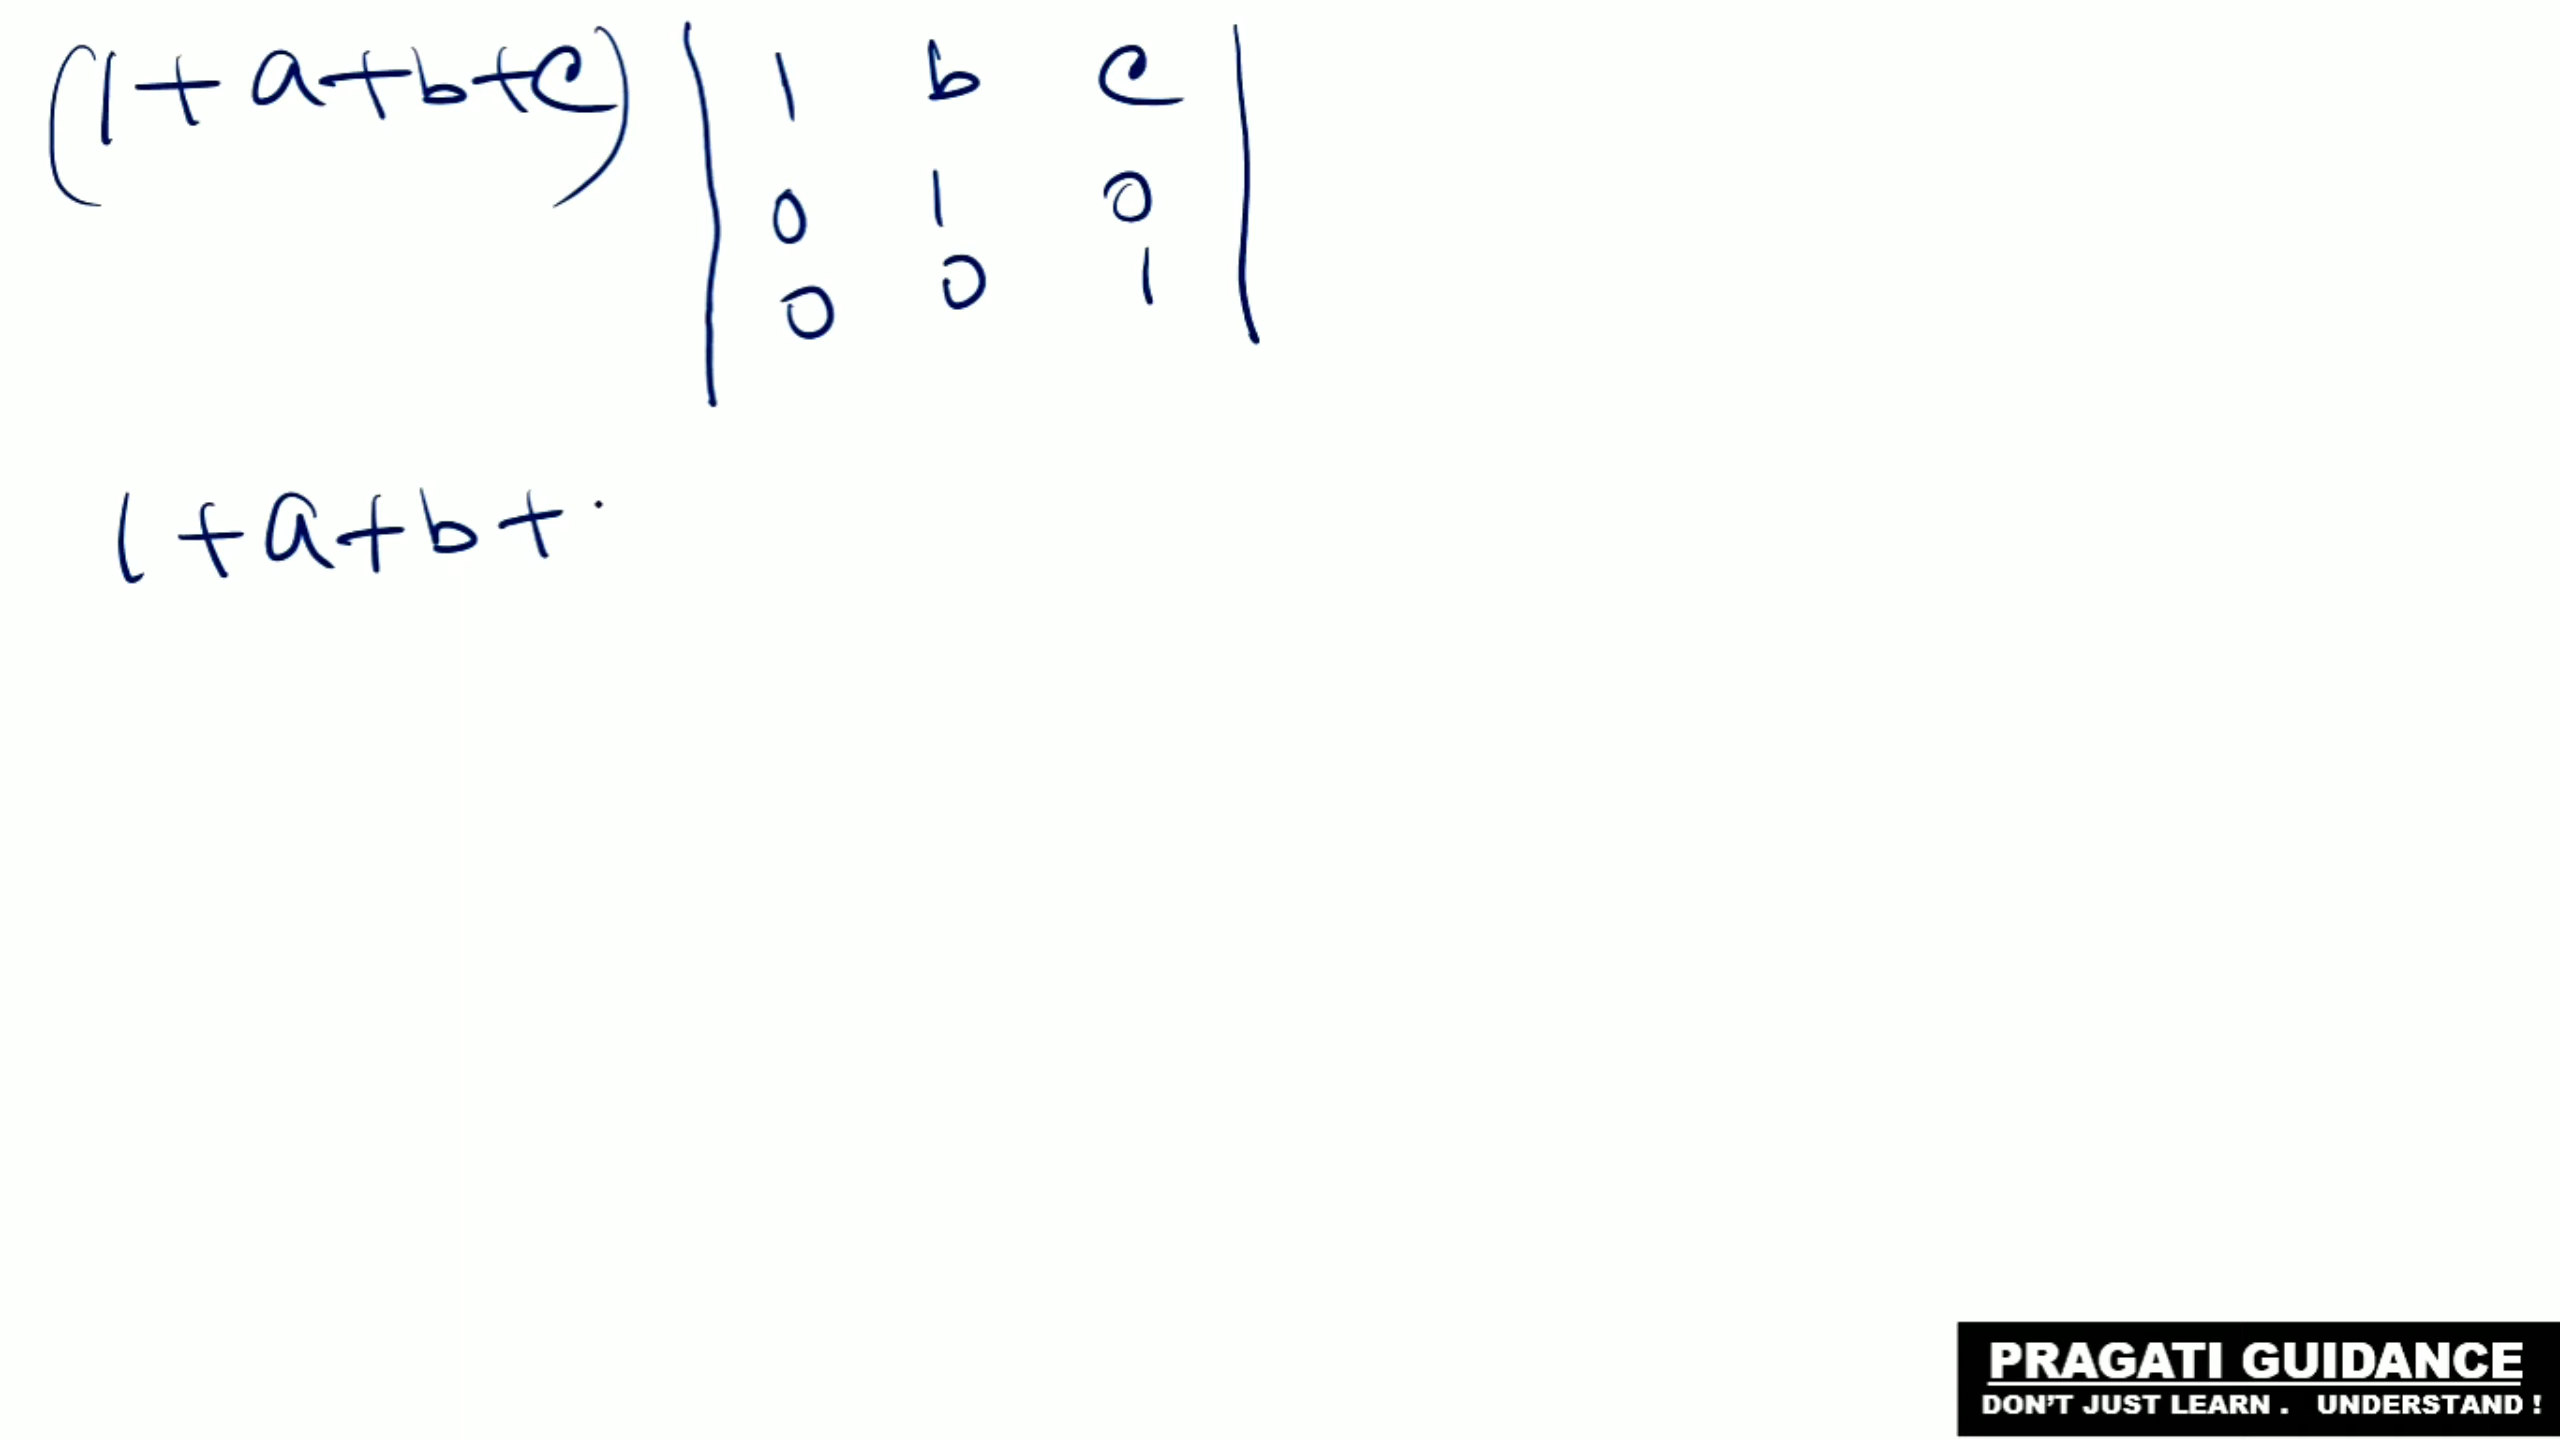 (1+a+b+c) | 1 b c |
0 1 0
0 0 1
1+a+b+
PRAGATI GUIDANCE
DON'T JUST LEARN . UNDERSTAND !